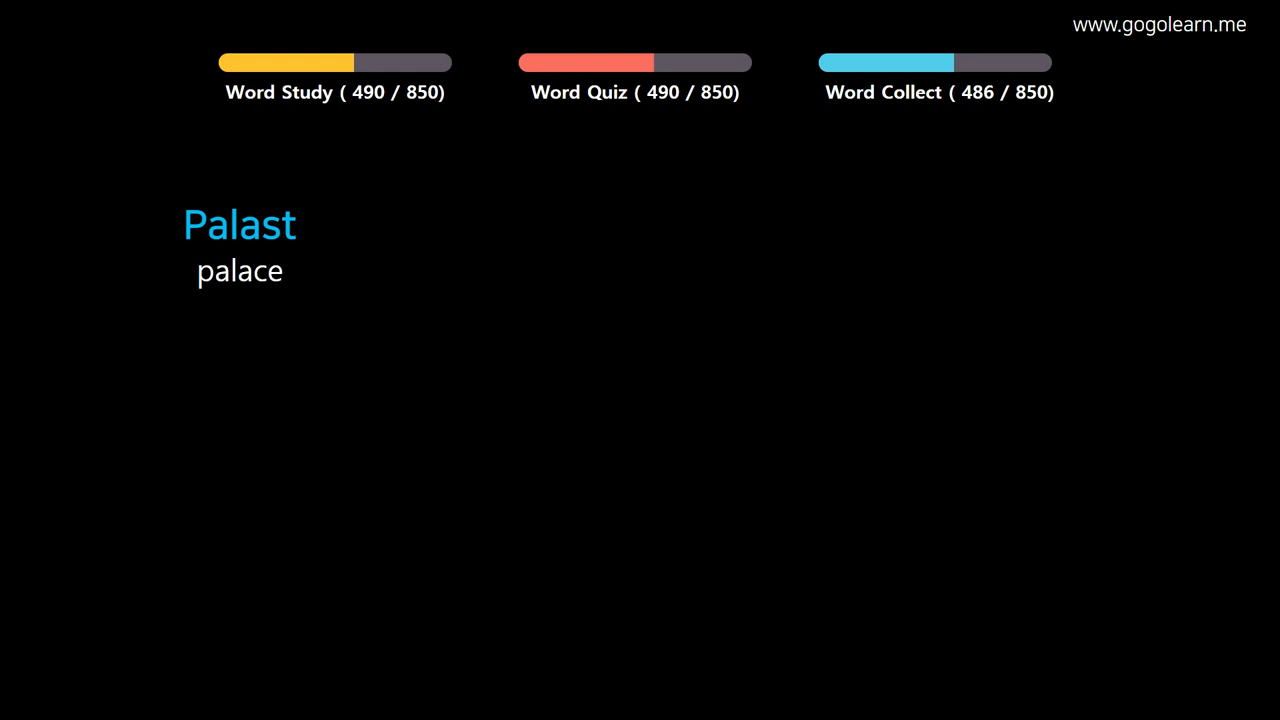 www.gogolearn.me
Word Study ( 490 / 850)
Word Quiz ( 490 / 850)
Word Collect ( 486 / 850)
Palast
palace